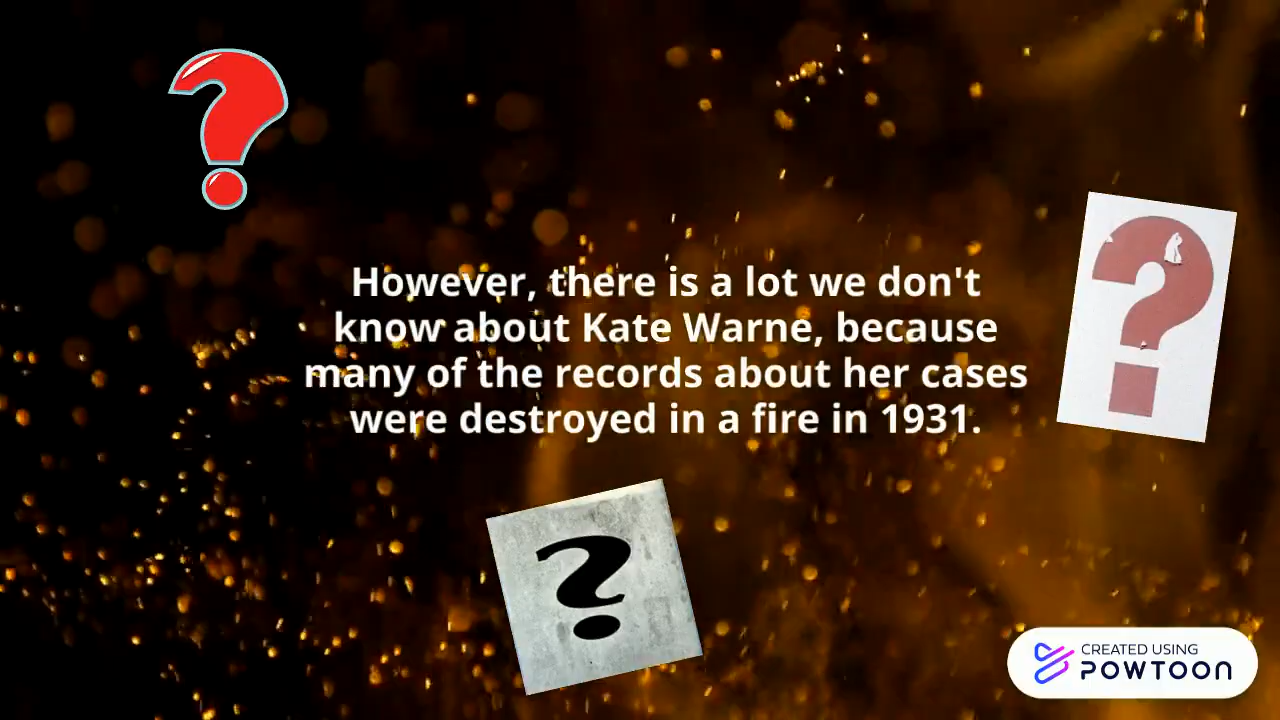 ?
However, there is a lot we don't
know about Kate Warne, because
many of the records about her cases
were destroyed in a fire in 1931.
?
?
CREATED USING
POWTOON